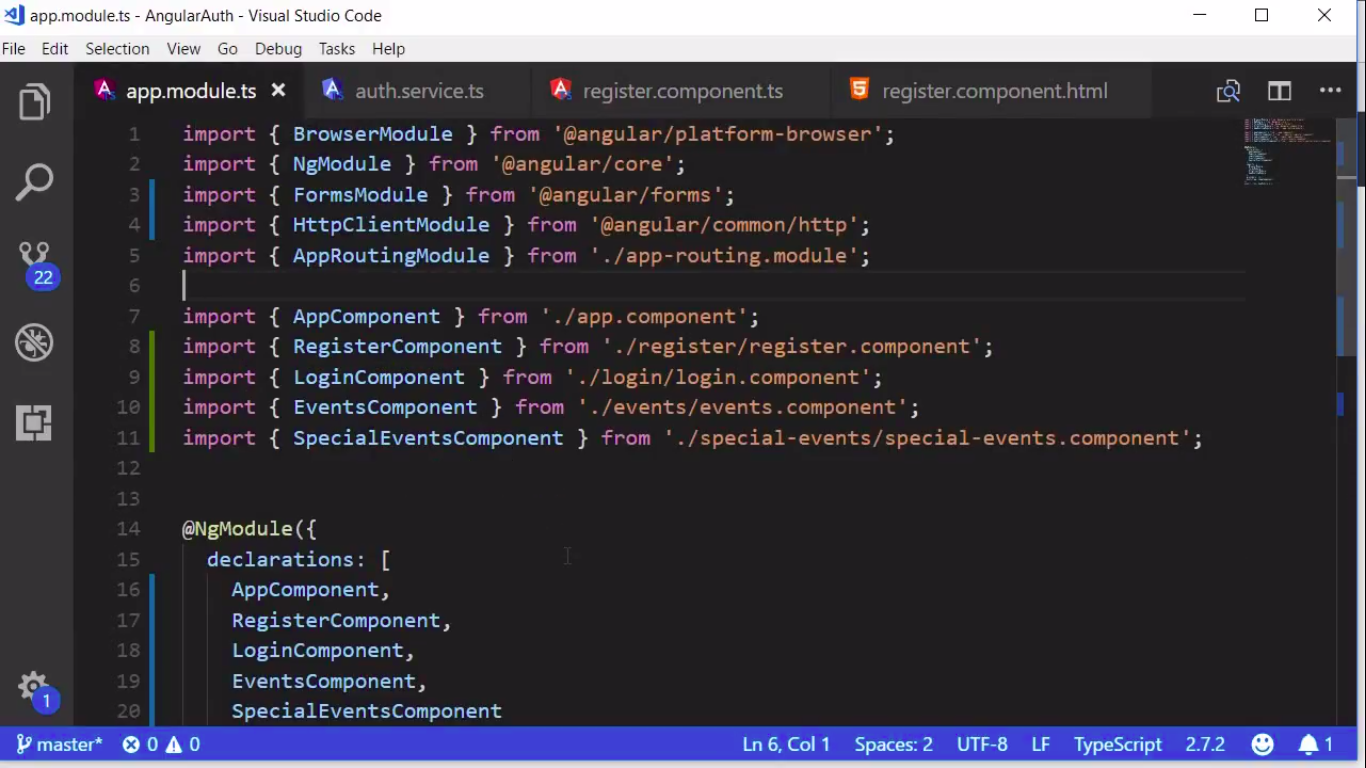 app.module.ts - AngularAuth - Visual Studio Code
File Edit Selection View Go Debug Tasks Help
app.module.ts auth.service.ts register.component.ts register.component.html
1 import { BrowserModule } from '@angular/platform-browser';
2 import { NgModule } from '@angular/core';
3 import { FormsModule } from '@angular/forms';
4 import { HttpClientModule } from '@angular/common/http';
5 import { AppRoutingModule } from './app-routing.module';
6
7 import { AppComponent } from './app.component';
8 import { RegisterComponent } from './register/register.component';
9 import { LoginComponent } from './login/login.component';
10 import { EventsComponent } from './events/events.component';
11 import { SpecialEventsComponent } from './special-events/special-events.component';
12
13
14 @NgModule({
15 declarations: [
16 AppComponent,
17 RegisterComponent,
18 LoginComponent,
19 EventsComponent,
20 SpecialEventsComponent
22
1
master* 0 0 Ln 6, Col 1 Spaces: 2 UTF-8 LF TypeScript 2.7.2 1